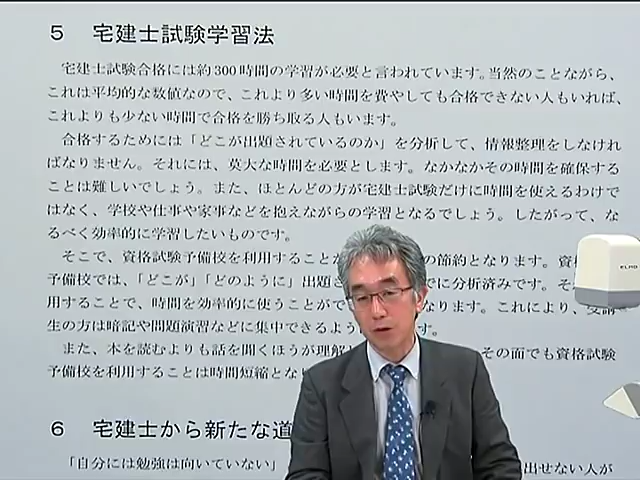 5 宅建士試験学習法
宅建士試験合格には約300時間の学習が必要と言われています。当然のことながら、
これは平均的な数値なので、これより多い時間を費やしても合格できない人もいれば、
これよりも少ない時間で合格を勝ち取る人もいます。
合格するためには「どこが出題されているのか」を分析して、情報整理をしなけれ
ばなりません。それには、莫大な時間を必要とします。なかなかその時間を確保する
ことは難しいでしょう。また、ほとんどの方が宅建士試験だけに時間を使えるわけで
はなく、学校や仕事や家事などを抱えながらの学習となるでしょう。したがって、な
るべく効率的に学習したいものです。
そこで、資格試験予備校を利用することが の節約となります。資
予備校では、「どこが」「どのように」出題さ でに分析済みです。そ
用することで、時間を効率的に使うことがで なります。これにより、受講
生の方は暗記や問題演習などに集中できるよう す。
また、本を読むよりも話を聞くほうが理解 その面でも資格試験
予備校を利用することは時間短縮とな
6 宅建士から新たな道
「自分には勉強は向いていない」 出せない人が
ELMO